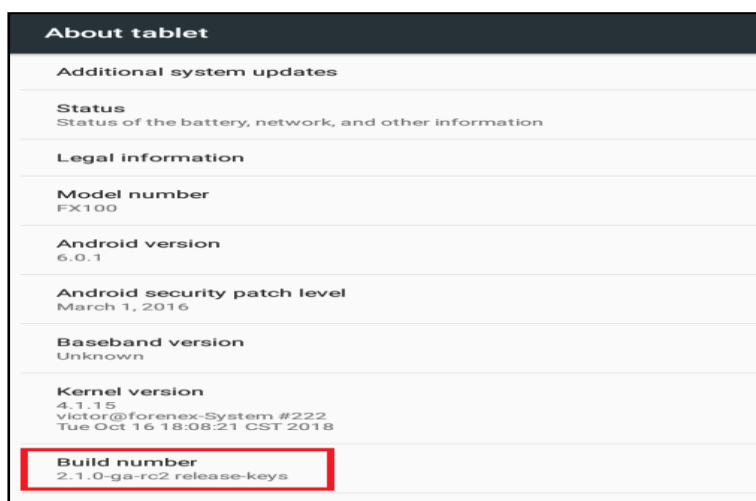 About tablet
Additional system updates
Status
Status of the battery, network, and other information
Legal information
Model number
FX100
Android version
6.0.1
Android security patch level
March 1, 2016
Baseband version
Unknown
Kernel version
4.1.15
victor@forenex-System #222
Tue Oct 16 18:08:21 CST 2018
Build number
2.1.0-ga-rc2 release-keys